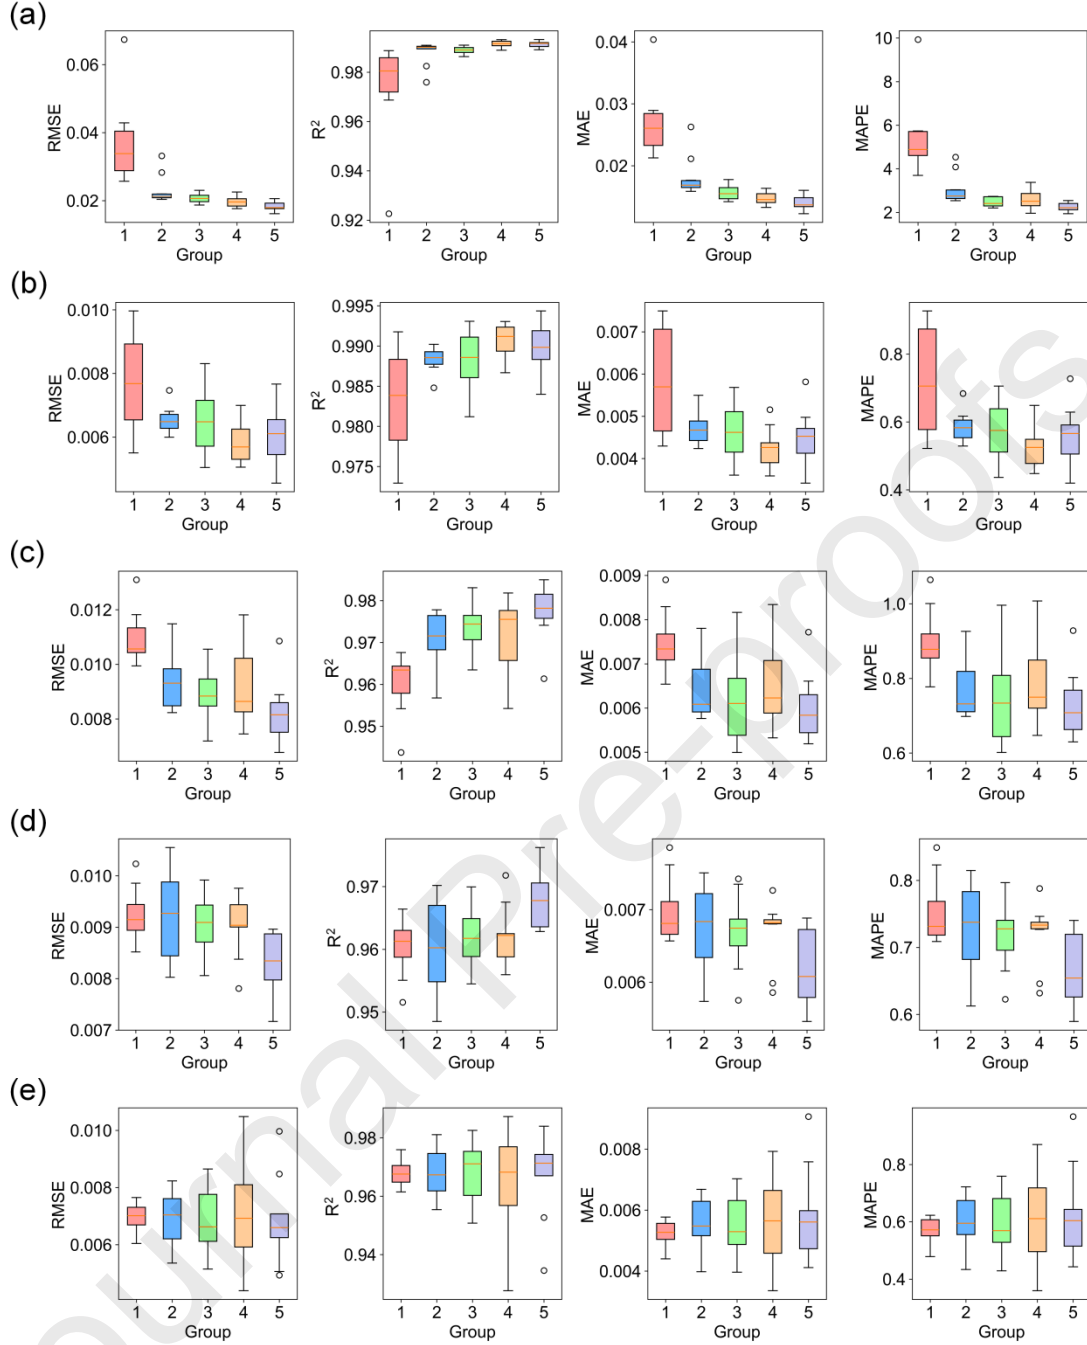 (a)
RMSE
0.06
0.04
0.02
1 2 3 4 5
Group
R²
0.98
0.96
0.94
0.92
1 2 3 4 5
Group
MAE
0.04
0.03
0.02
1 2 3 4 5
Group
MAPE
10
8
6
4
2
1 2 3 4 5
Group
(b)
RMSE
0.010
0.008
0.006
1 2 3 4 5
Group
R²
0.995
0.990
0.985
0.980
0.975
1 2 3 4 5
Group
MAE
0.007
0.006
0.005
0.004
1 2 3 4 5
Group
MAPE
0.8
0.6
0.4
1 2 3 4 5
Group
(c)
RMSE
0.012
0.010
0.008
1 2 3 4 5
Group
R²
0.98
0.97
0.96
0.95
1 2 3 4 5
Group
MAE
0.009
0.008
0.007
0.006
0.005
1 2 3 4 5
Group
MAPE
1.0
0.8
0.6
1 2 3 4 5
Group
(d)
RMSE
0.010
0.009
0.008
0.007
1 2 3 4 5
Group
R²
0.97
0.96
0.95
1 2 3 4 5
Group
MAE
0.007
0.006
1 2 3 4 5
Group
MAPE
0.8
0.7
0.6
1 2 3 4 5
Group
(e)
RMSE
0.010
0.008
0.006
1 2 3 4 5
Group
R²
0.98
0.96
0.94
1 2 3 4 5
Group
MAE
0.008
0.006
0.004
1 2 3 4 5
Group
MAPE
0.8
0.6
0.4
1 2 3 4 5
Group
ournal Pre-proofs